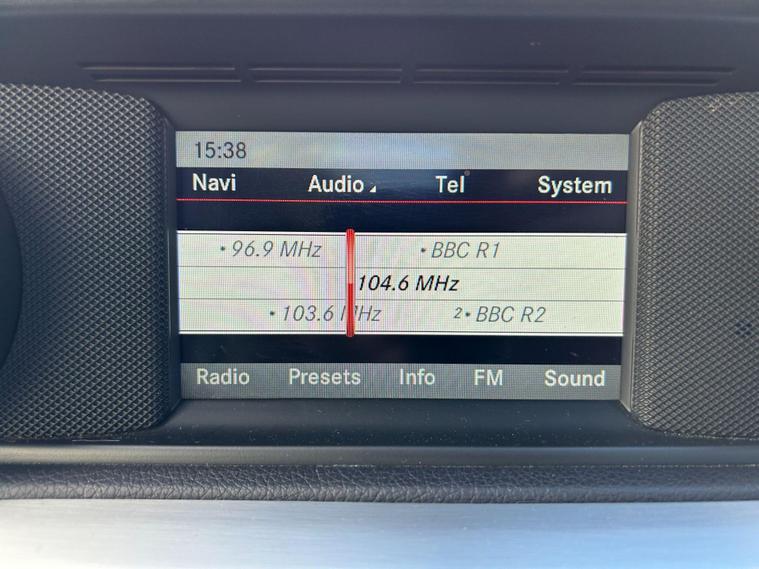 15:38
Navi Audio Tel System
• 96.9 MHz • BBC R1
104.6 MHz
• 103.6 MHz 2• BBC R2
Radio Presets Info FM Sound